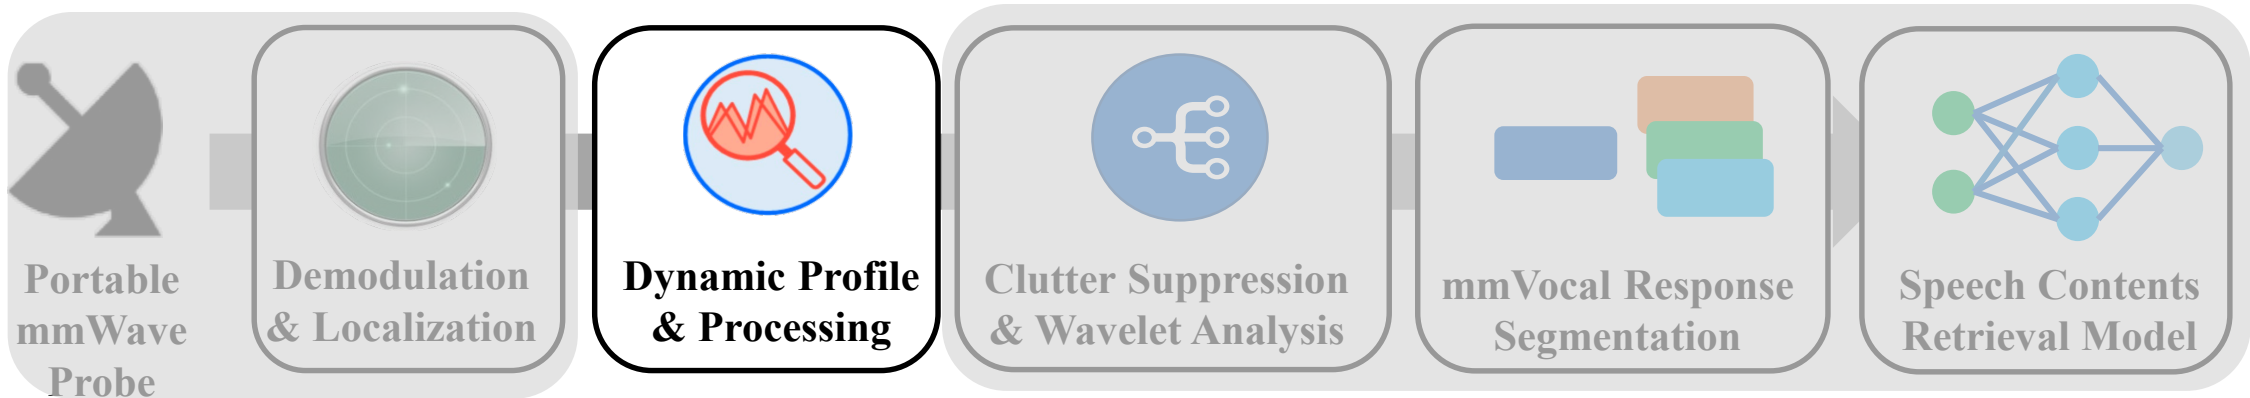 Portable
mmWave
Probe
Demodulation
& Localization
Dynamic Profile
& Processing
Clutter Suppression
& Wavelet Analysis
mmVocal Response
Segmentation
Speech Contents
Retrieval Model